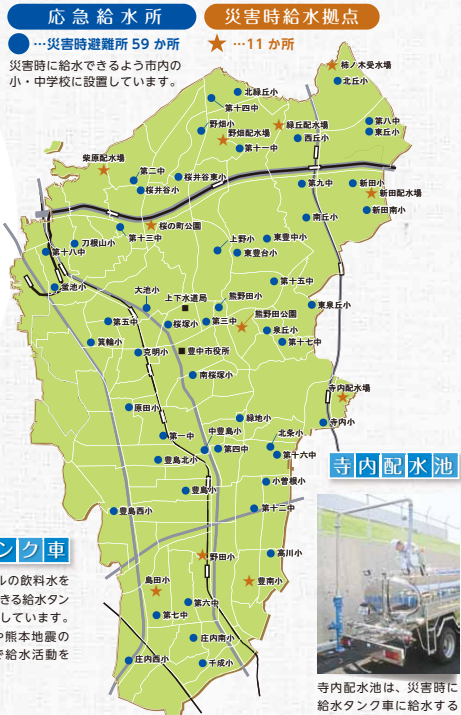 応急給水所
災害時給水拠点
…災害時避難所 59 か所
…11 か所
災害時に給水できるよう市内の
小・中学校に設置しています。
柿ノ木受水場
北丘小
北緑丘小
第十四中
野畑小
緑丘配水場
野畑配水場
西丘小
第八中
東丘小
第十一中
柴原配水場
第二中
桜井谷東小
桜井谷小
第九中
新田小
新田配水場
新田南小
南丘小
桜の町公園
第十三中
刀根山小
第十八中
上野小
東豊中小
東豊台小
蛍池小
大池小
上下水道局
熊野田小
第十五中
東泉丘小
第五中
桜塚小
第三中
熊野田公園
泉丘小
第十七中
箕輪小
克明小
豊中市役所
南桜塚小
寺内配水場
原田小
緑地小
寺内小
第一中
中豊島小
北条小
第四中
第十六中
豊島北小
小曽根小
豊島小
豊島西小
第十二中
寺内配水池
ンク車
野田小
高川小
豊南小
島田小
第六中
第七中
庄内南小
庄内西小
千成小
ルの飲料水を
きる給水タン
しています。
や熊本地震の
で給水活動を
寺内配水池は、災害時に
給水タンク車に給水する